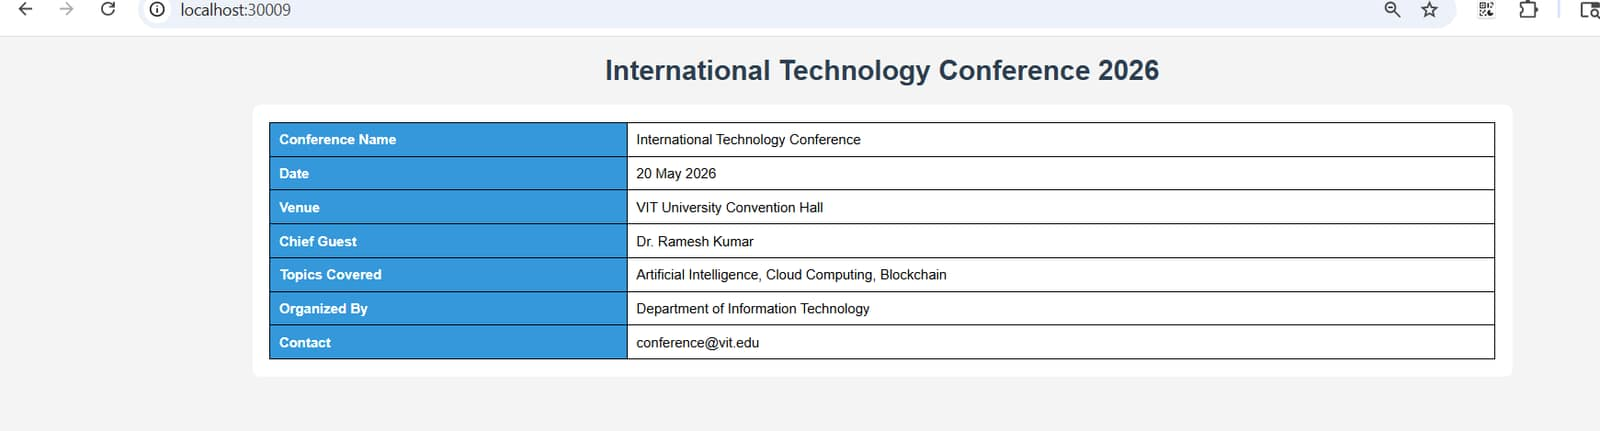 localhost:30009
International Technology Conference 2026
Conference Name International Technology Conference
Date 20 May 2026
Venue VIT University Convention Hall
Chief Guest Dr. Ramesh Kumar
Topics Covered Artificial Intelligence, Cloud Computing, Blockchain
Organized By Department of Information Technology
Contact conference@vit.edu